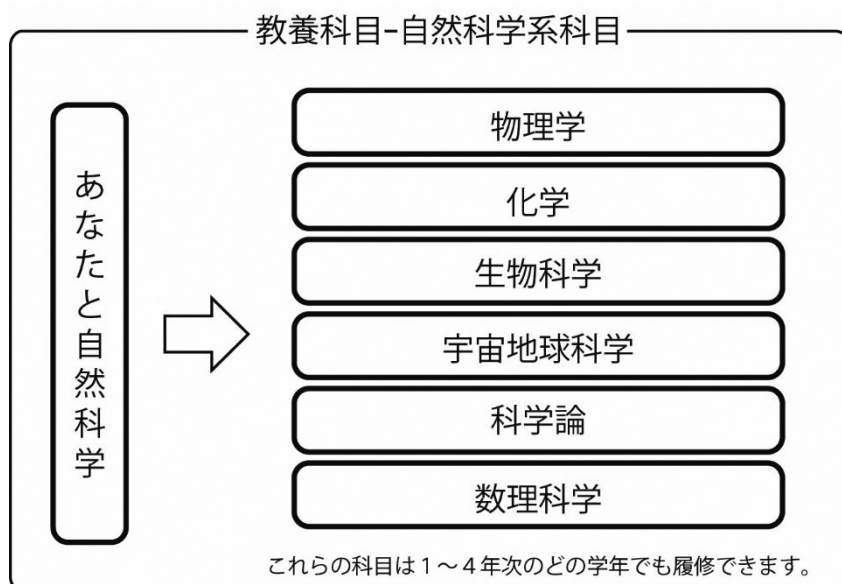 教養科目-自然科学系科目
あなたと自然科学
物理学
化学
生物科学
宇宙地球科学
科学論
数理科学
これらの科目は1～4年次のどの学年でも履修できます。